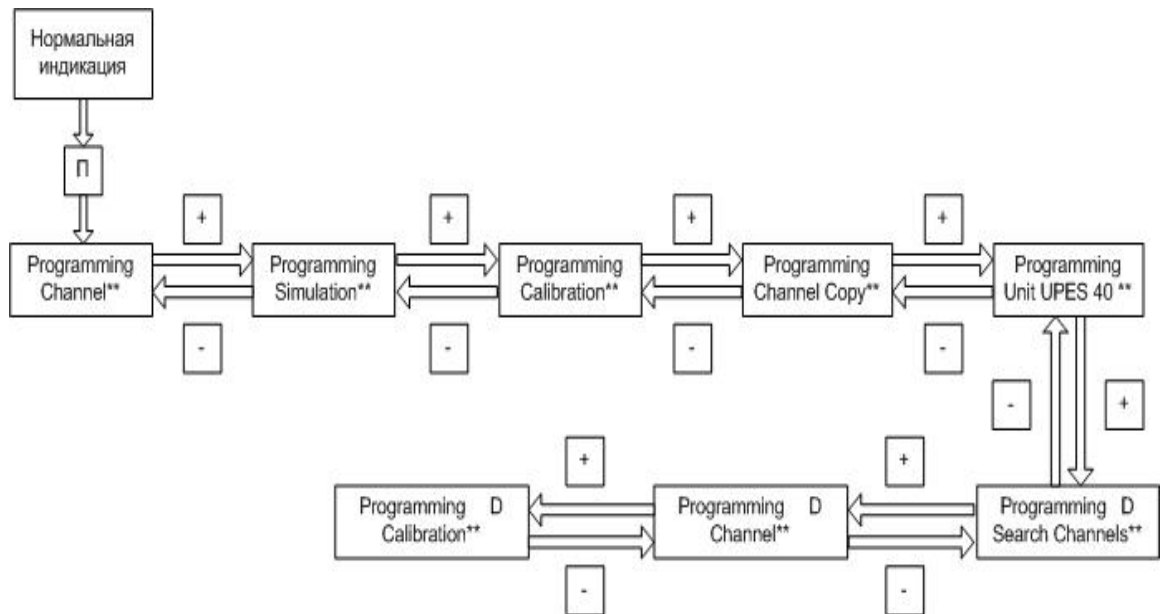 Нормальная
индикация
П
+
+
+
+
Programming
Channel**
Programming
Simulation**
Programming
Calibration**
Programming
Channel Copy**
Programming
Unit UPES 40 **
-
-
-
-
-
+
+
+
Programming D
Calibration**
Programming D
Channel**
Programming D
Search Channels**
-
-